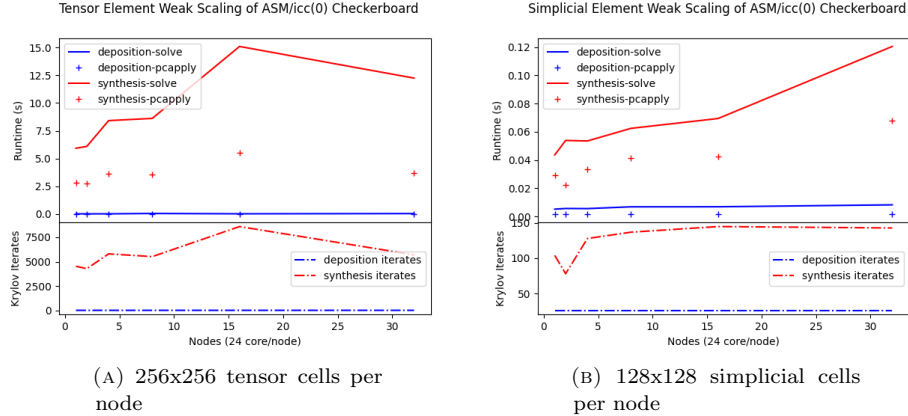 Tensor Element Weak Scaling of ASM/icc(0) Checkerboard
15.0
12.5
10.0
7.5
5.0
2.5
0.0
Runtime (s)
deposition-solve
deposition-pcapply
synthesis-solve
synthesis-pcapply
7500
5000
2500
0
Krylov Iterates
deposition iterates
synthesis iterates
0
5
10
15
20
25
30
Nodes (24 core/node)
(A) 256x256 tensor cells per
node
Simplicial Element Weak Scaling of ASM/icc(0) Checkerboard
0.12
0.10
0.08
0.06
0.04
0.02
0.00
Runtime (s)
deposition-solve
deposition-pcapply
synthesis-solve
synthesis-pcapply
150
100
50
Krylov Iterates
deposition iterates
synthesis iterates
0
5
10
15
20
25
30
Nodes (24 core/node)
(B) 128x128 simplicial cells
per node